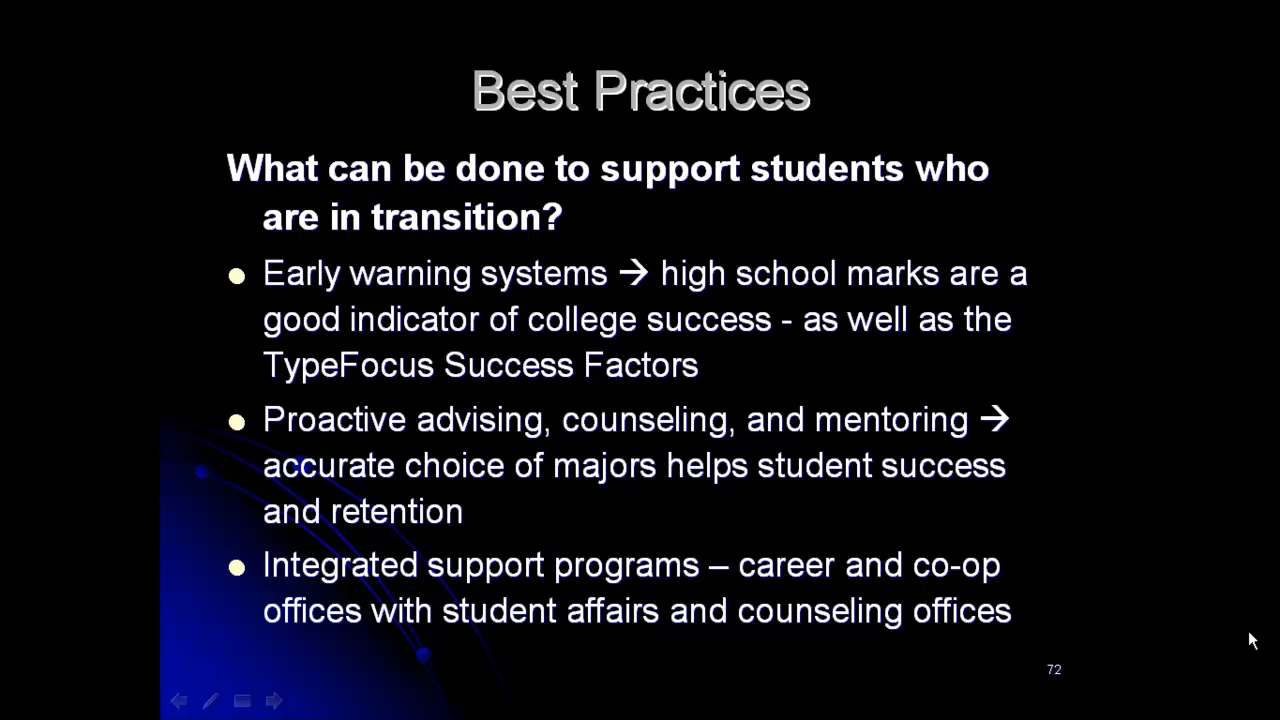 Best Practices
What can be done to support students who
are in transition?
● Early warning systems → high school marks are a
good indicator of college success - as well as the
TypeFocus Success Factors
● Proactive advising, counseling, and mentoring →
accurate choice of majors helps student success
and retention
● Integrated support programs – career and co-op
offices with student affairs and counseling offices
72